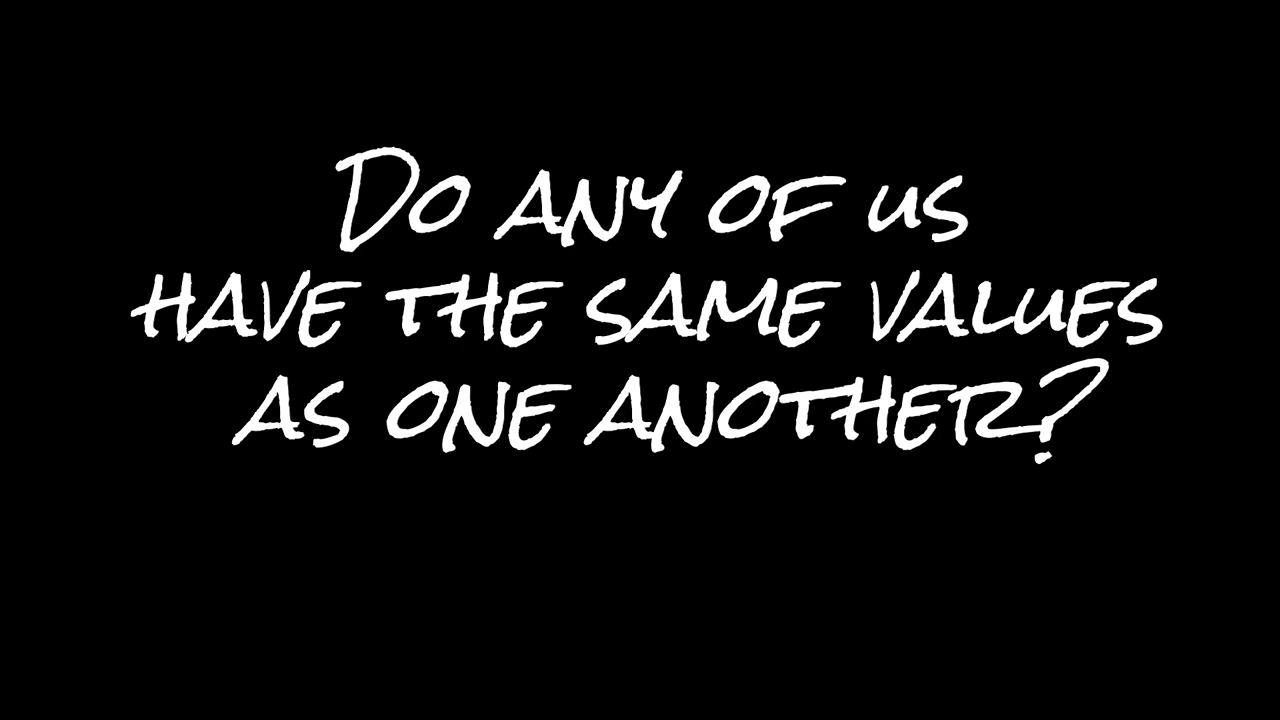 Do any of us
have the same values
as one another?